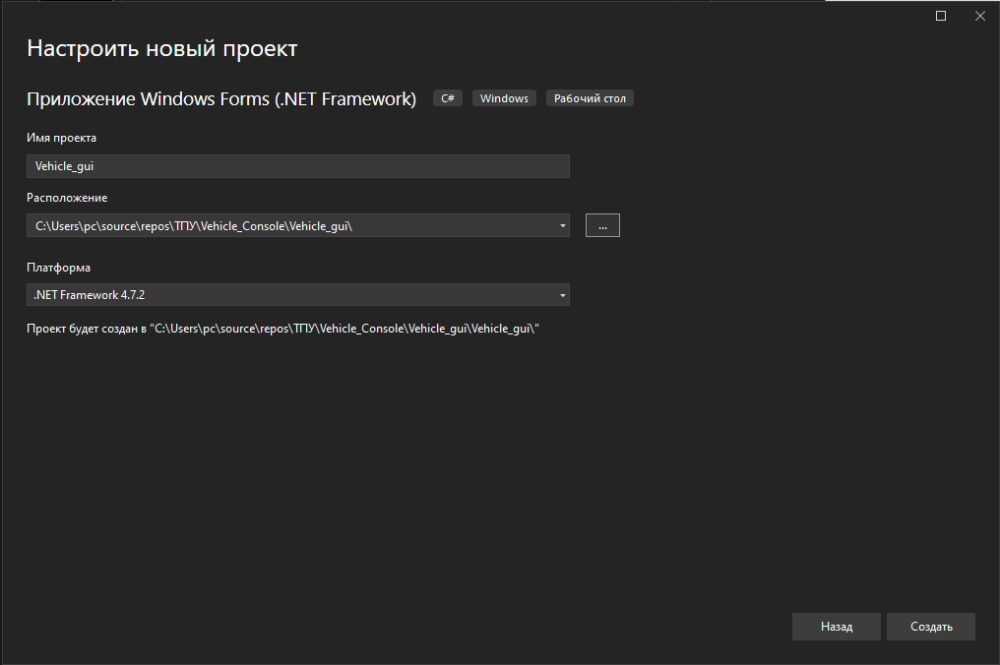 Настроить новый проект
Приложение Windows Forms (.NET Framework) C# Windows Рабочий стол
Имя проекта
Vehicle_gui
Расположение
C:\Users\pc\source\repos\ТПУ\Vehicle_Console\Vehicle_gui\
...
Платформа
.NET Framework 4.7.2
Проект будет создан в "C:\Users\pc\source\repos\ТПУ\Vehicle_Console\Vehicle_gui\Vehicle_gui\"
Назад Создать